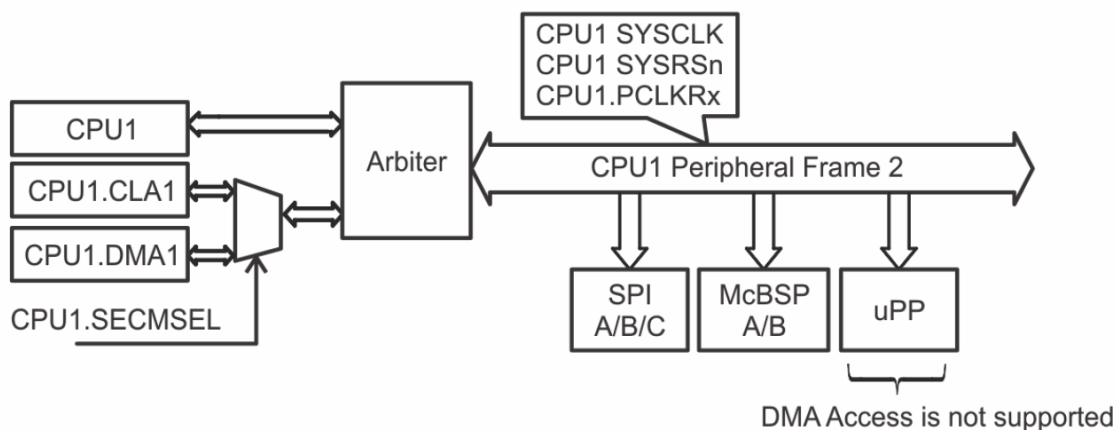 CPU1 SYSCLK
CPU1 SYSRSn
CPU1.PCLKRx
CPU1
CPU1.CLA1
CPU1.DMA1
CPU1.SECMSEL
Arbiter
CPU1 Peripheral Frame 2
SPI
A/B/C
McBSP
A/B
uPP
DMA Access is not supported